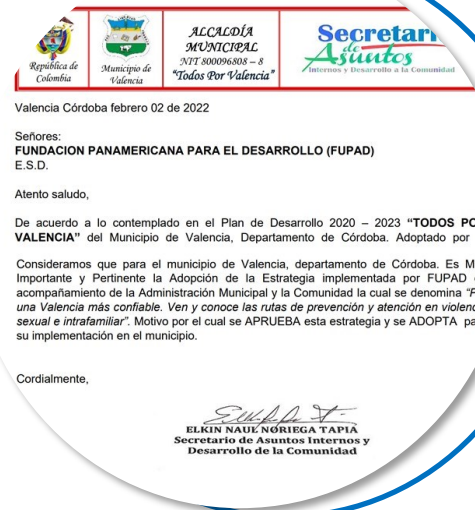 República de
Colombia
Municipio de
Valencia
ALCALDÍA
MUNICIPAL
NIT 800096808 – 8
"Todos Por Valencia"
Secretar
de
Asuntos
Internos y Desarrollo a la Comunidad
Valencia Córdoba febrero 02 de 2022
Señores:
FUNDACION PANAMERICANA PARA EL DESARROLLO (FUPAD)
E.S.D.
Atento saludo,
De acuerdo a lo contemplado en el Plan de Desarrollo 2020 – 2023 “TODOS PO
VALENCIA” del Municipio de Valencia, Departamento de Córdoba. Adoptado por
Consideramos que para el municipio de Valencia, departamento de Córdoba. Es M
Importante y Pertinente la Adopción de la Estrategia implementada por FUPAD
acompañamiento de la Administración Municipal y la Comunidad la cual se denomina
una Valencia más confiable. Ven y conoce las rutas de prevención y atención en violenc
sexual e intrafamiliar”. Motivo por el cual se APRUEBA esta estrategia y se ADOPTA pa
su implementación en el municipio.
Cordialmente,
ELKIN NAUL NORIEGA TAPIA
Secretario de Asuntos Internos y
Desarrollo de la Comunidad